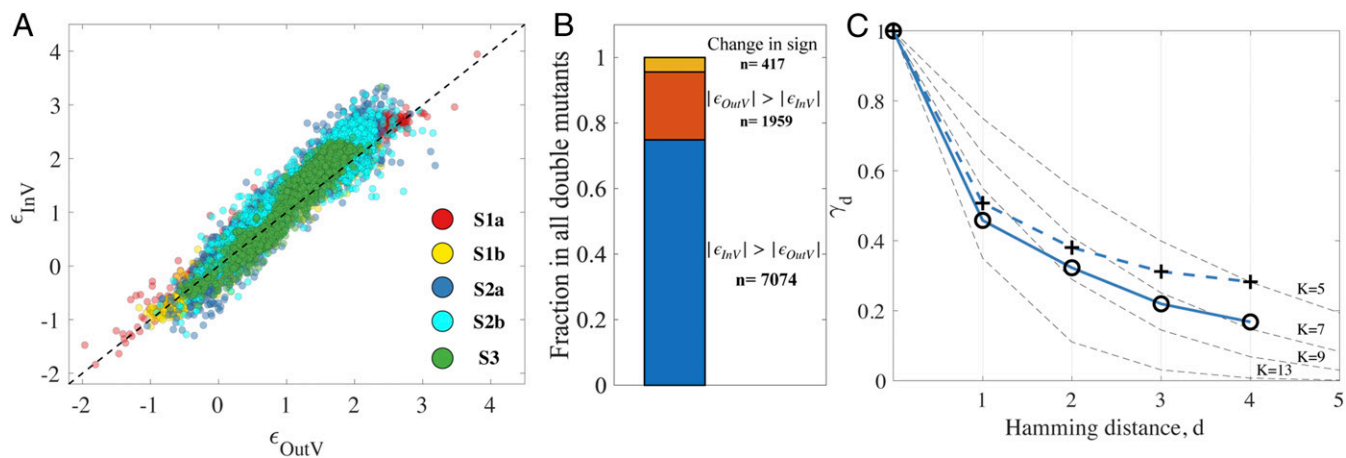 A
4
3
2
1
0
-1
-2
ϵInV
-2
-1
0
1
2
3
4
ϵOutV
S1a
S1b
S2a
S2b
S3
B
1
0.8
0.6
0.4
0.2
0
Fraction in all double mutants
Change in sign
n= 417
|ϵOutV| > |ϵInV|
n= 1959
|ϵInV| > |ϵOutV|
n= 7074
C
1
0.8
0.6
0.4
0.2
0
γd
K=5
K=7
K=9
K=13
1
2
3
4
5
Hamming distance, d